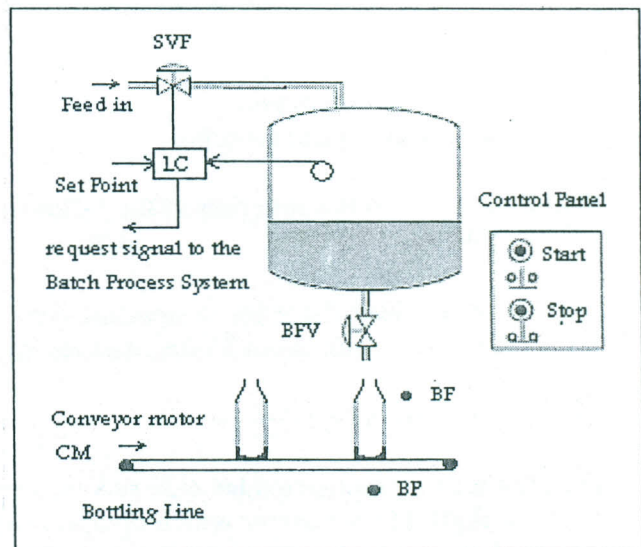 SVF
Feed in
LC
Set Point
request signal to the
Batch Process System
Control Panel
Start
Stop
BFV
BF
Conveyor motor
CM
BP
Bottling Line